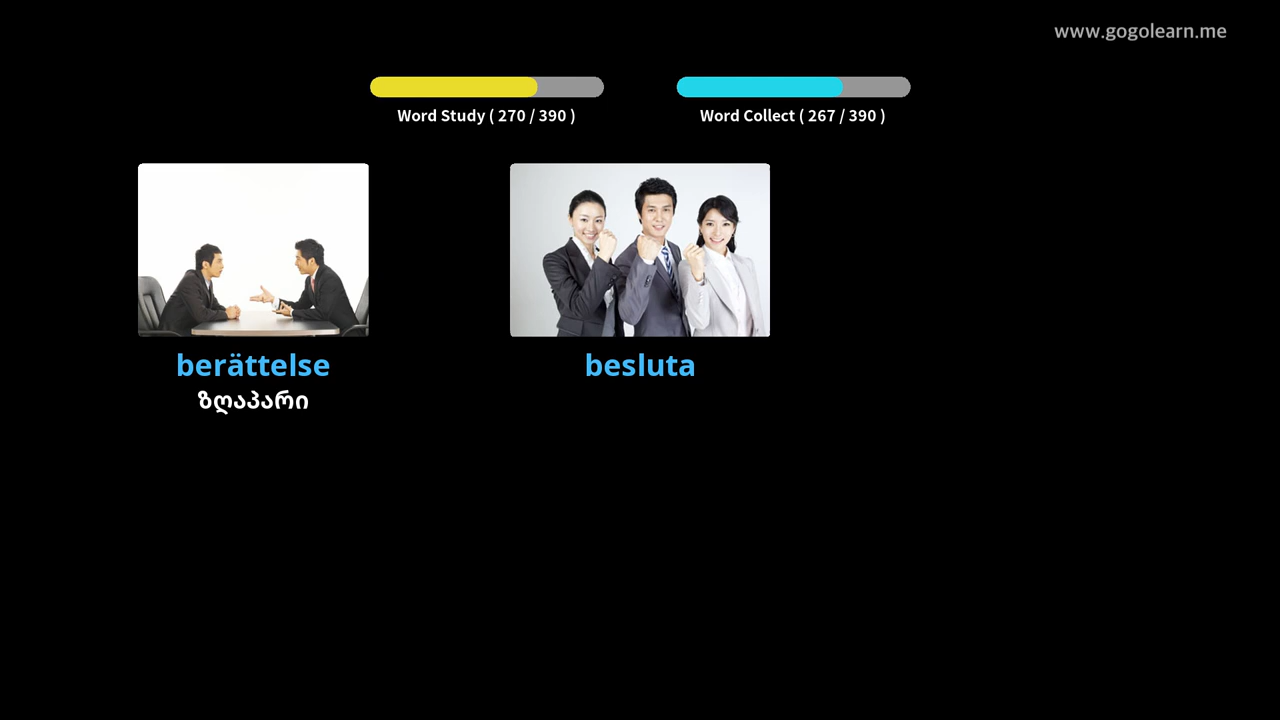 www.gogolearn.me
Word Study ( 270 / 390 )
Word Collect ( 267 / 390 )
berättelse
ზღაპარი
besluta